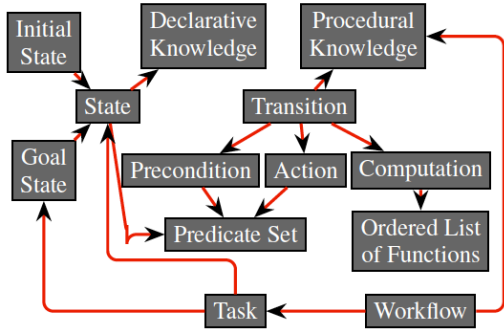 Initial
State
Declarative
Knowledge
Procedural
Knowledge
State
Transition
Goal
State
Precondition
Action
Computation
Predicate Set
Ordered List
of Functions
Task
Workflow